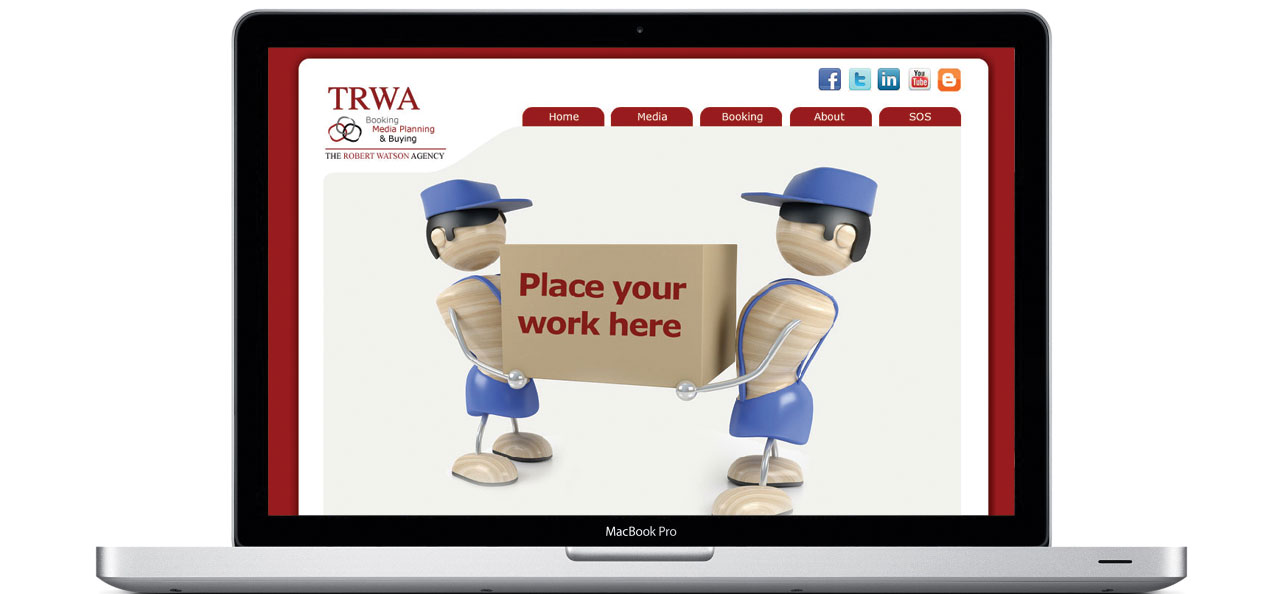 f t in You Tube B
TRWA
Booking
Media Planning
& Buying
THE ROBERT WATSON AGENCY
Home Media Booking About SOS
Place your
work here
MacBook Pro